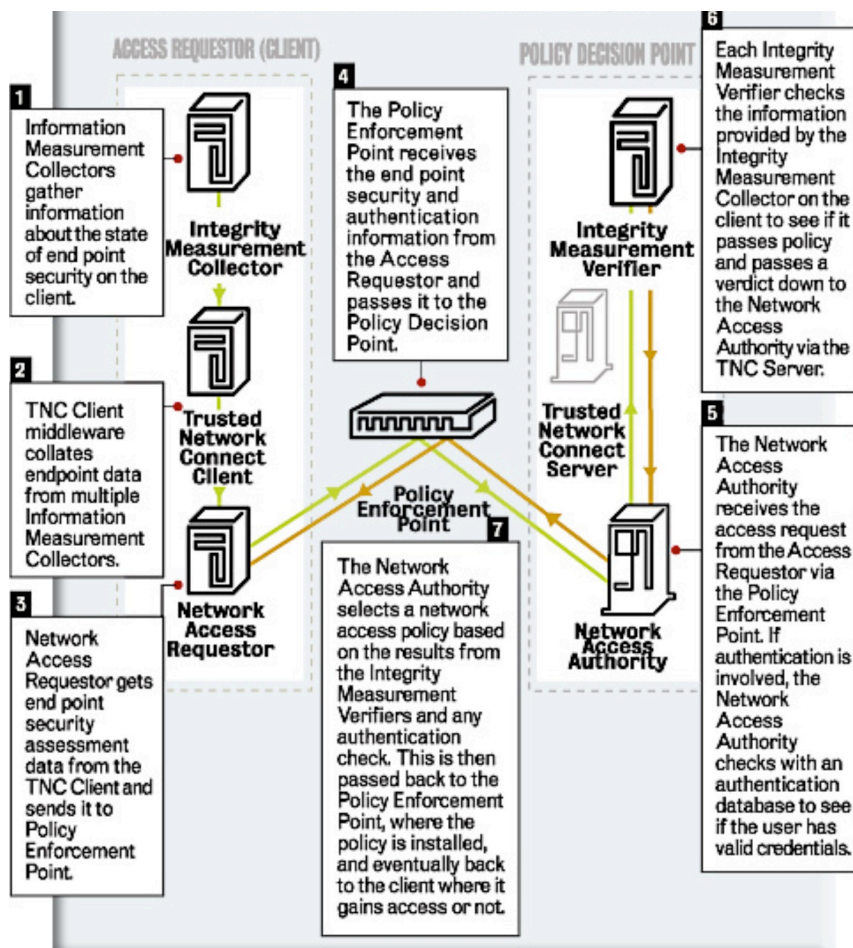 ACCESS REQUESTOR (CLIENT)
POLICY DECISION POINT
1
Information
Measurement
Collectors
gather
information
about the state
of end point
security on the
client.
Integrity
Measurement
Collector
2
TNC Client
middleware
collates
endpoint data
from multiple
Information
Measurement
Collectors.
Trusted
Network
Connect
Client
3
Network
Access
Requestor gets
end point
security
assessment
data from the
TNC Client and
sends it to
Policy
Enforcement
Point.
Network
Access
Requestor
4
The Policy
Enforcement
Point receives
the end point
security and
authentication
information from
the Access
Requestor and
passes it to the
Policy Decision
Point.
Policy
Enforcement
Point
5
The Network
Access
Authority
receives the
access request
from the Access
Requestor via
the Policy
Enforcement
Point. If
authentication is
involved, the
Network
Access
Authority
checks with an
authentication
database to see
if the user has
valid credentials.
Network
Access
Authority
6
Each Integrity
Measurement
Verifier checks
the information
provided by the
Integrity
Measurement
Collector on the
client to see if it
passes policy
and passes a
verdict down to
the Network
Access
Authority via the
TNC Server.
Integrity
Measurement
Verifier
Trusted
Network
Connect
Server
7
The Network
Access Authority
selects a network
access policy based
on the results from
the Integrity
Measurement
Verifiers and any
authentication
check. This is then
passed back to the
Policy Enforcement
Point, where the
policy is installed,
and eventually back
to the client where it
gains access or not.